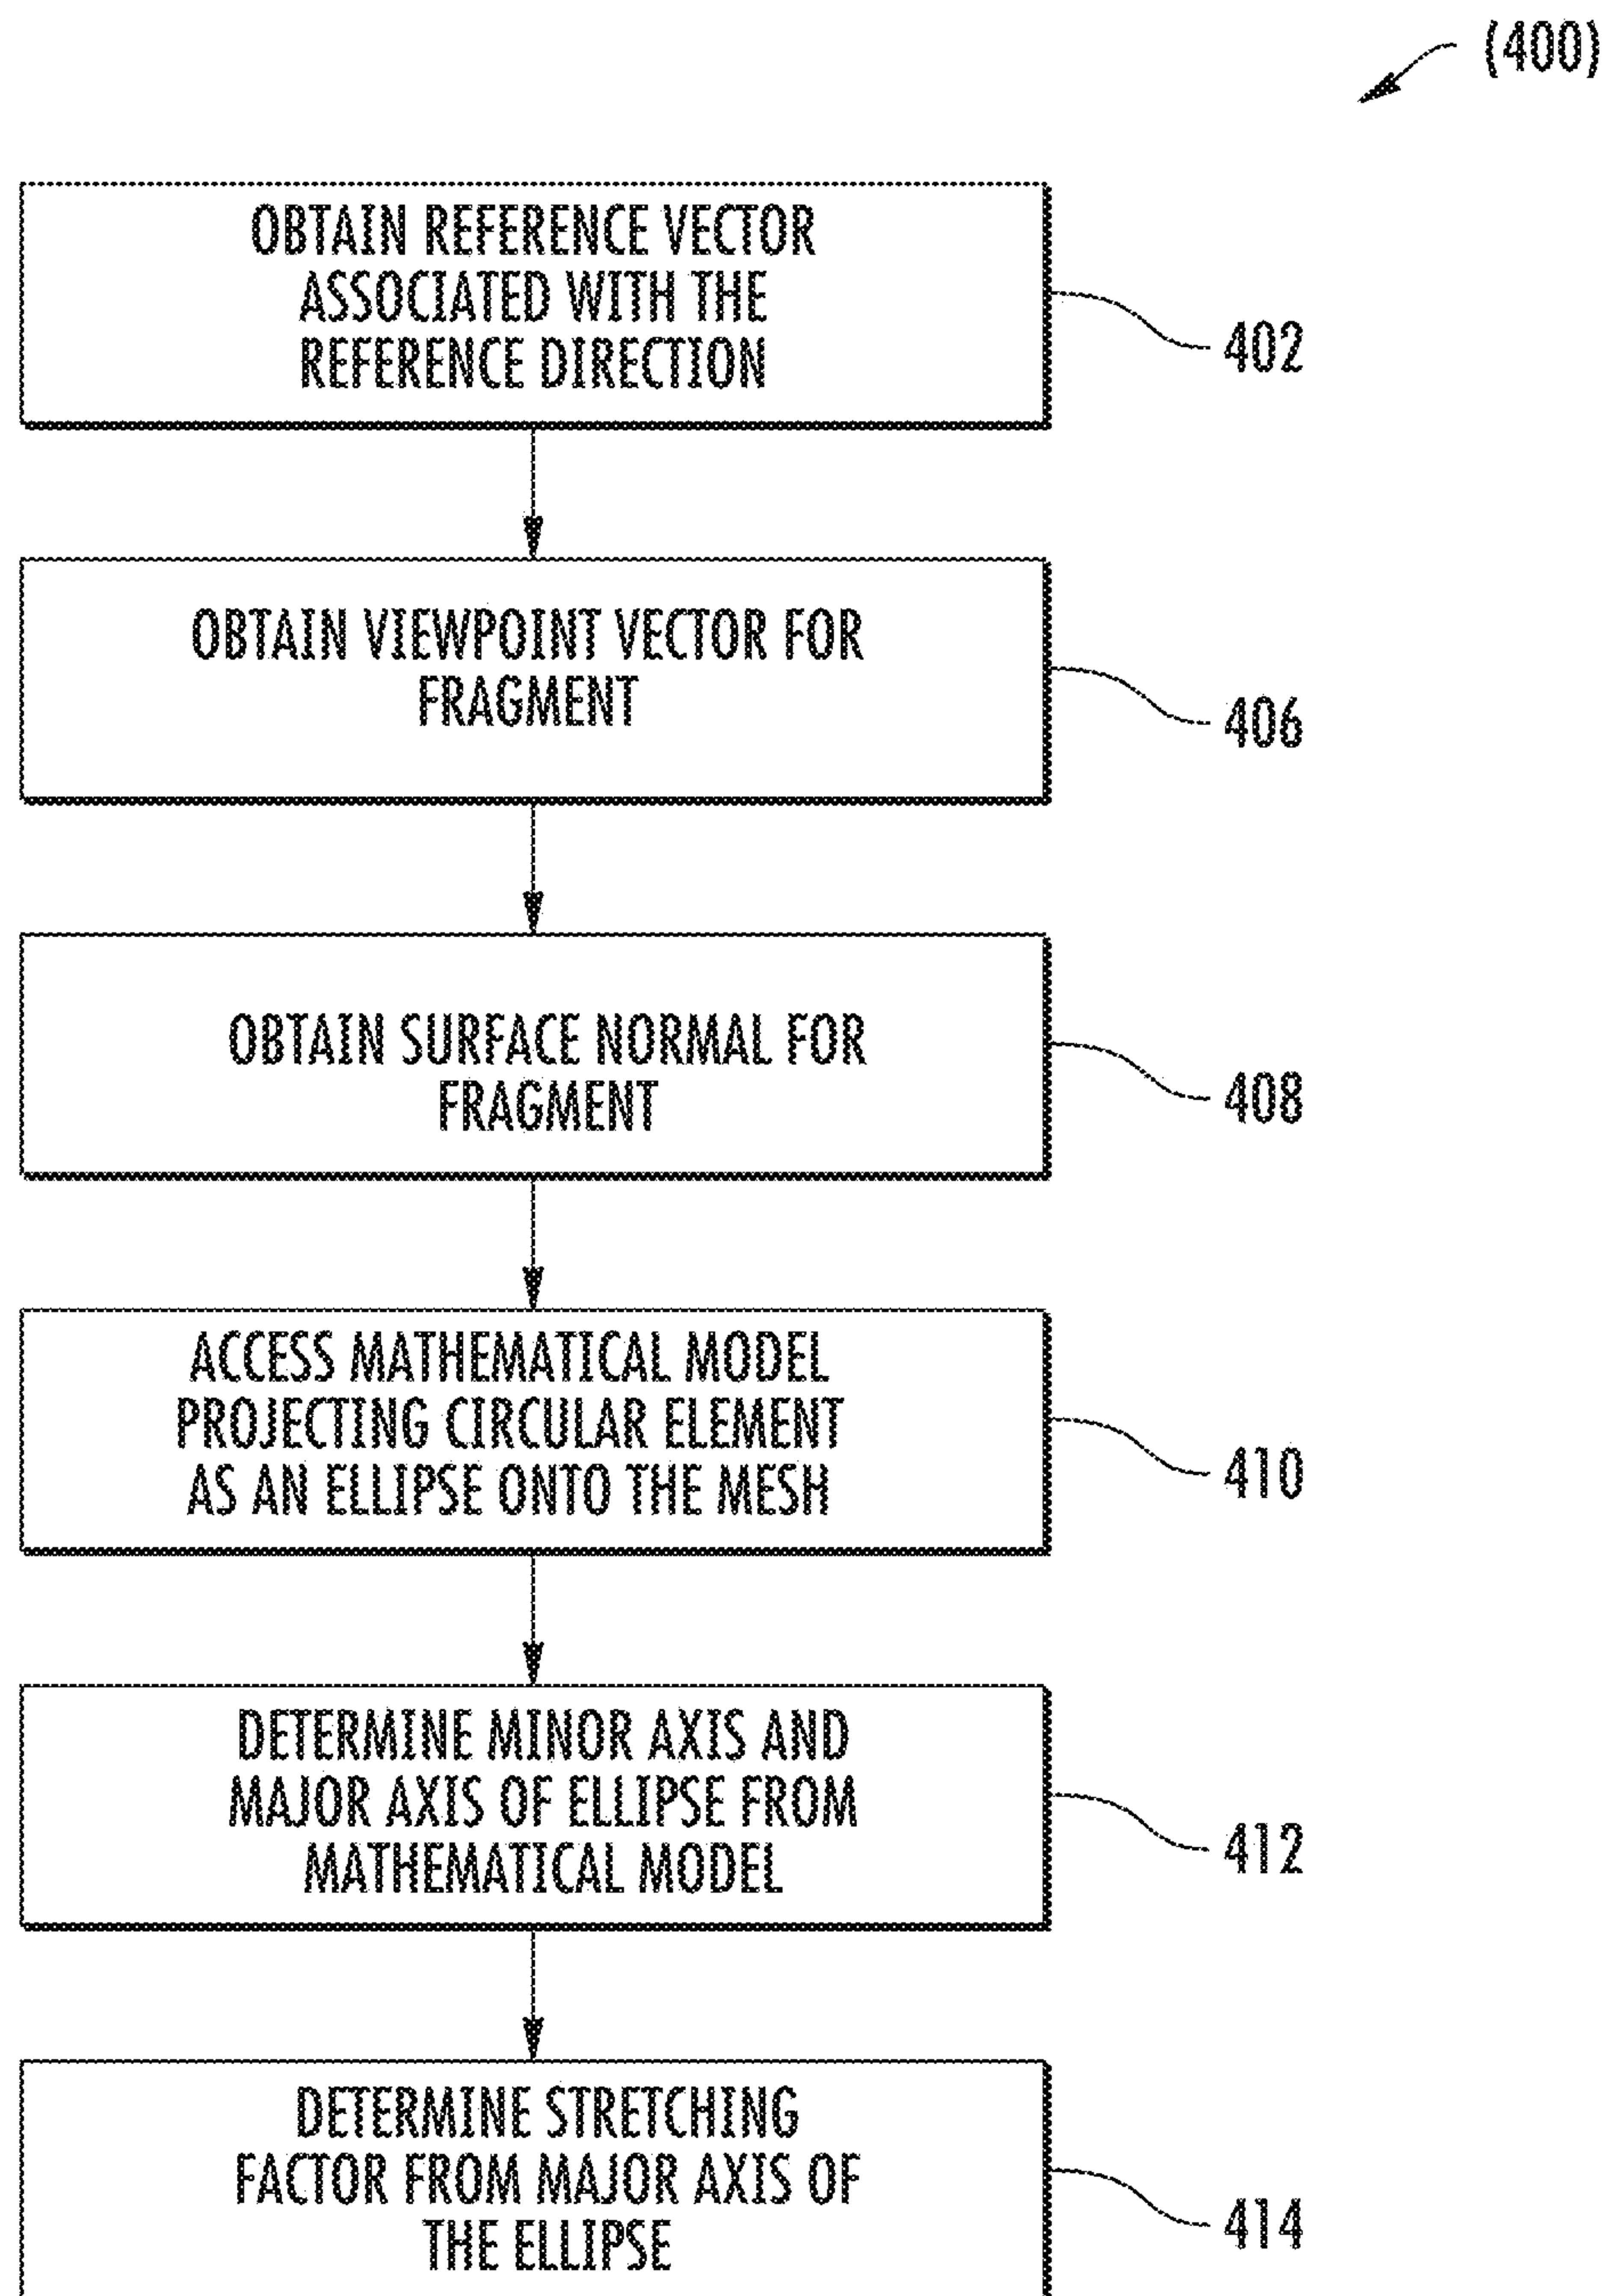 (400)
OBTAIN REFERENCE VECTOR
ASSOCIATED WITH THE
REFERENCE DIRECTION
402
OBTAIN VIEWPOINT VECTOR FOR
FRAGMENT
406
OBTAIN SURFACE NORMAL FOR
FRAGMENT
408
ACCESS MATHEMATICAL MODEL
PROJECTING CIRCULAR ELEMENT
AS AN ELLIPSE ONTO THE MESH
410
DETERMINE MINOR AXIS AND
MAJOR AXIS OF ELLIPSE FROM
MATHEMATICAL MODEL
412
DETERMINE STRETCHING
FACTOR FROM MAJOR AXIS OF
THE ELLIPSE
414